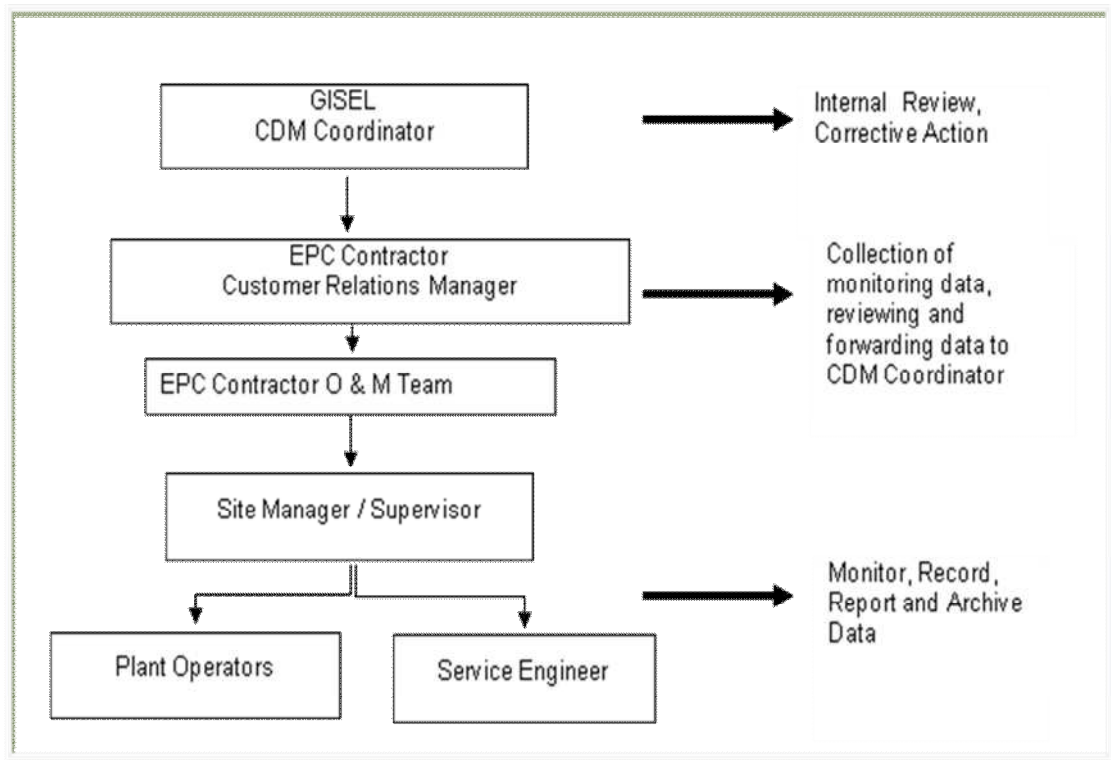 GISEL
CDM Coordinator
Internal Review,
Corrective Action
EPC Contractor
Customer Relations Manager
Collection of
monitoring data,
reviewing and
forwarding data to
CDM Coordinator
EPC Contractor O & M Team
Site Manager / Supervisor
Monitor, Record,
Report and Archive
Data
Plant Operators
Service Engineer